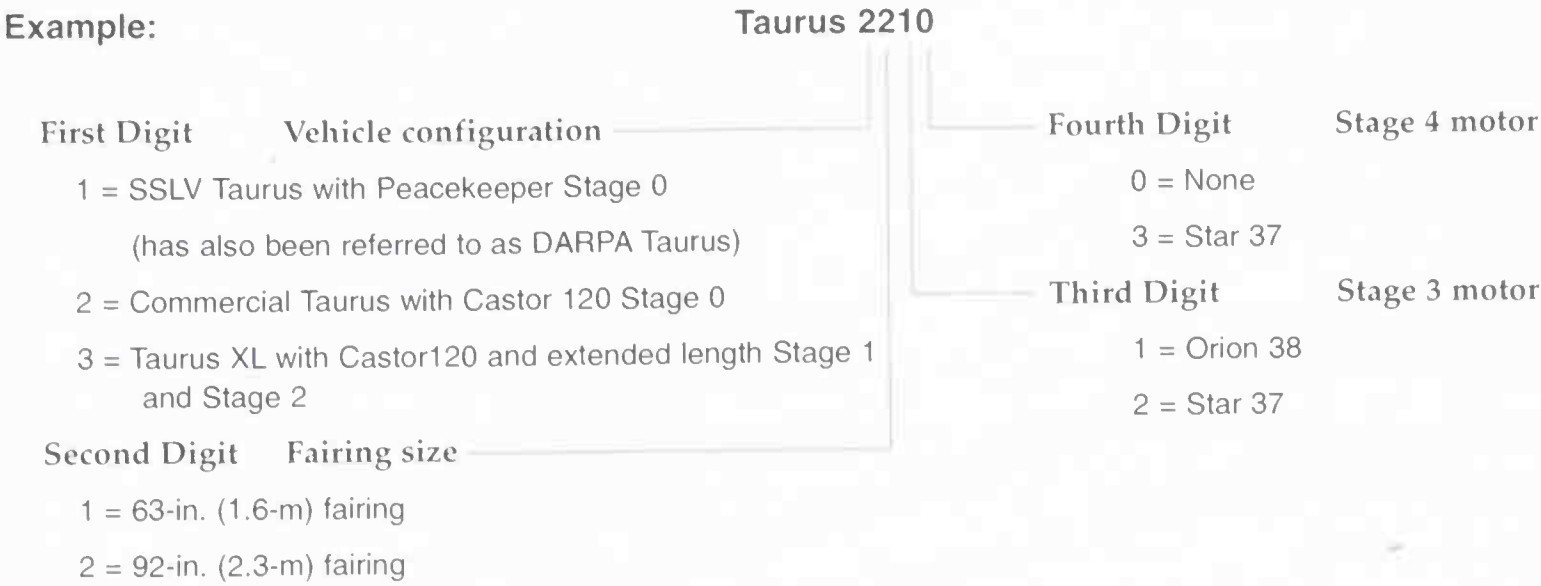 Example:
Taurus 2210
First Digit Vehicle configuration
1 = SSLV Taurus with Peacekeeper Stage 0
(has also been referred to as DARPA Taurus)
2 = Commercial Taurus with Castor 120 Stage 0
3 = Taurus XL with Castor120 and extended length Stage 1
and Stage 2
Second Digit Fairing size
1 = 63-in. (1.6-m) fairing
2 = 92-in. (2.3-m) fairing
Fourth Digit Stage 4 motor
0 = None
3 = Star 37
Third Digit Stage 3 motor
1 = Orion 38
2 = Star 37